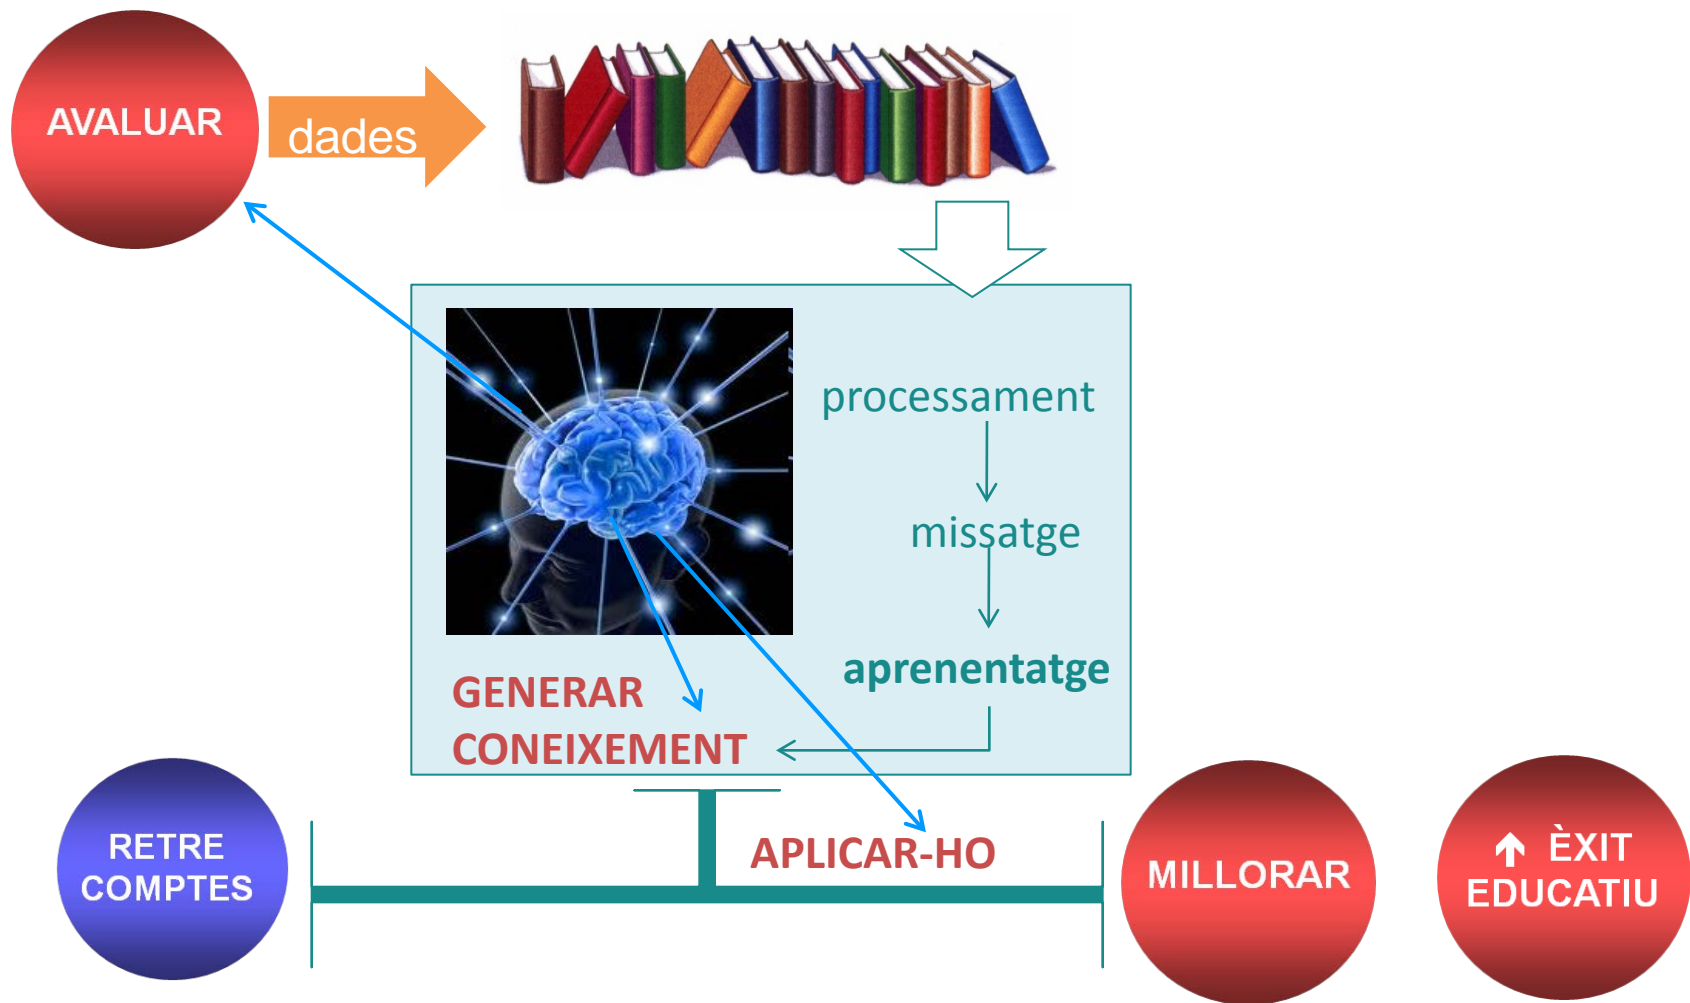 AVALUAR
dades
processament
missatge
aprenentatge
GENERAR
CONEIXEMENT
RETRE
COMPTES
APLICAR-HO
MILLORAR
↑ ÈXIT
EDUCATIU